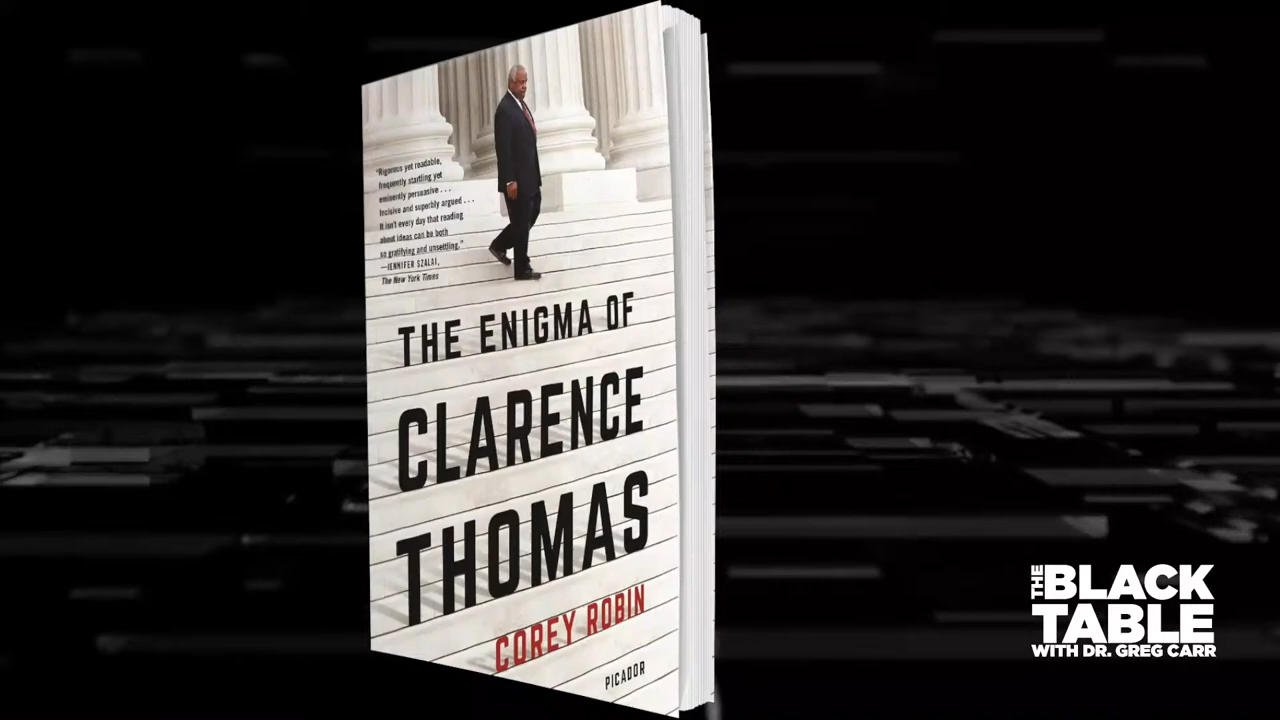 "Rigorous yet readable,
frequently startling yet
eminently persuasive . . .
Incisive and superbly argued . . .
It isn't every day that reading
about ideas can be both
so gratifying and unsettling."
—JENNIFER SZALAI,
The New York Times
THE ENIGMA OF
CLARENCE
THOMAS
COREY ROBIN
PICADOR
THE BLACK
TABLE
WITH DR. GREG CARR